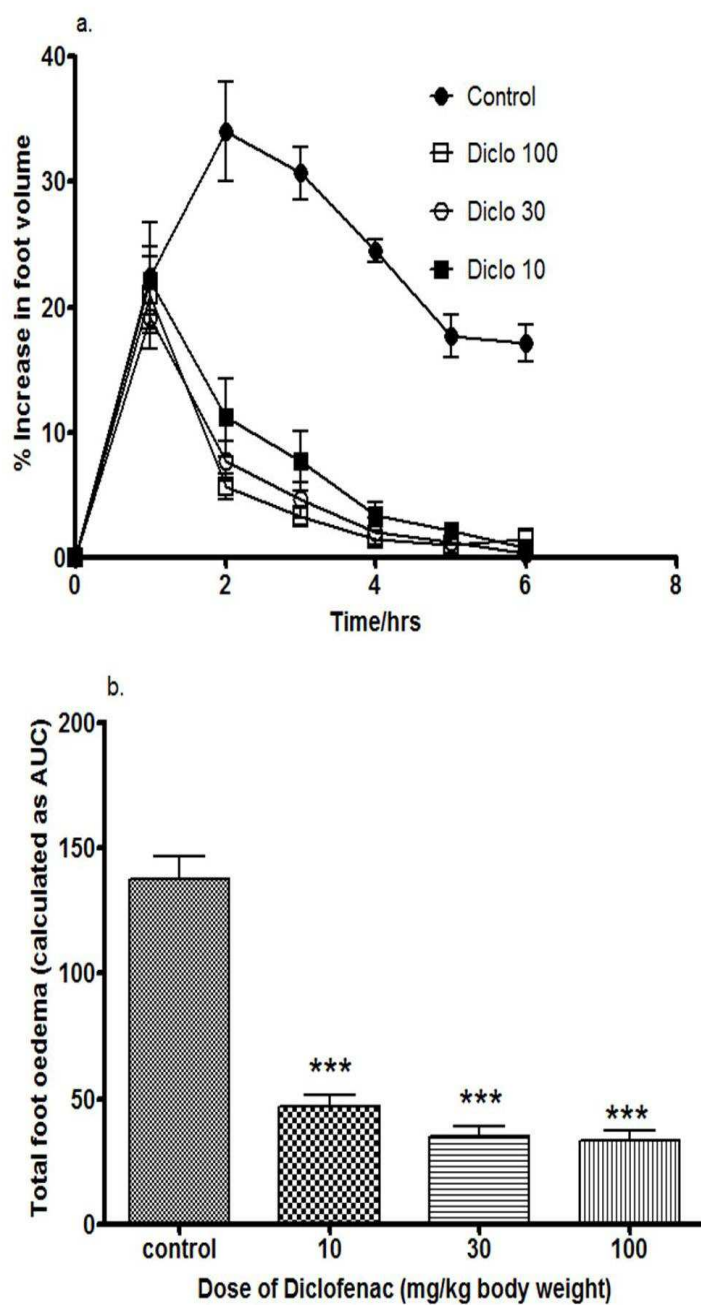 a.
40
30
20
10
0
% Increase in foot volume
Control
Diclo 100
Diclo 30
Diclo 10
0 2 4 6 8
Time/hrs
b.
200
150
100
50
0
Total foot oedema (calculated as AUC)
***
***
***
control 10 30 100
Dose of Diclofenac (mg/kg body weight)